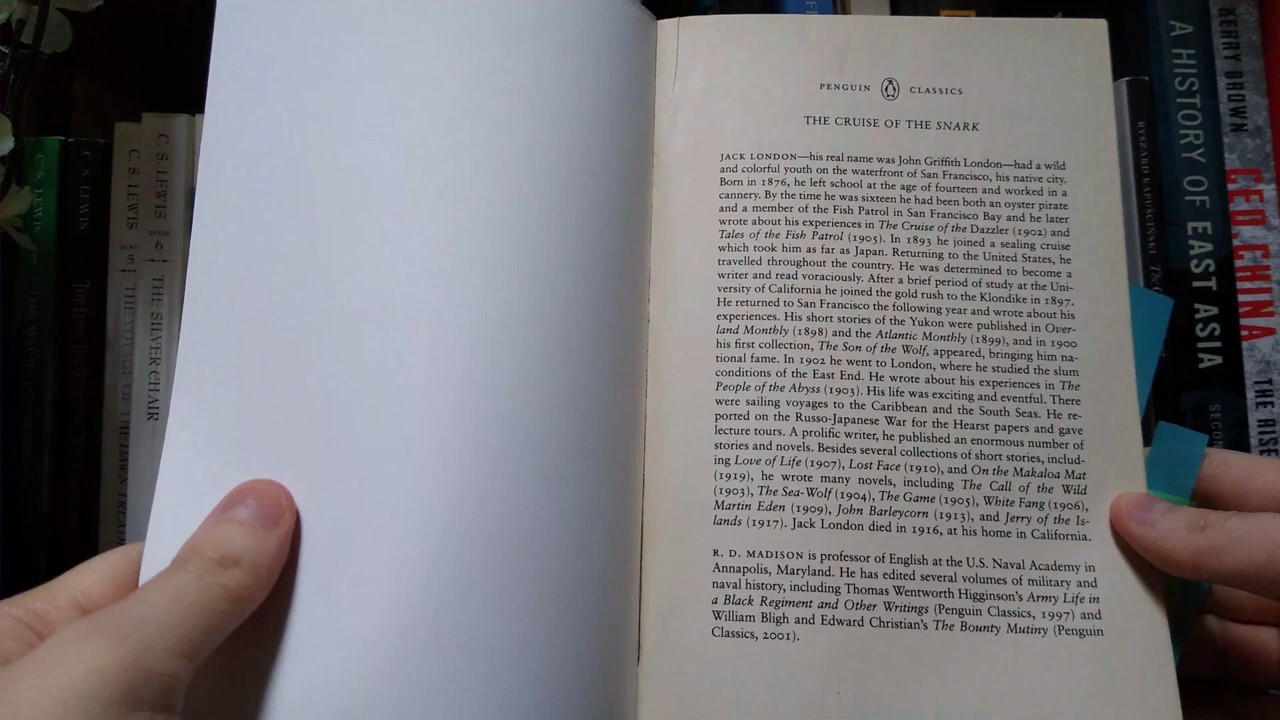 PENGUIN CLASSICS
THE CRUISE OF THE SNARK
JACK LONDON—his real name was John Griffith London—had a wild
and colorful youth on the waterfront of San Francisco, his native city.
Born in 1876, he left school at the age of fourteen and worked in a
cannery. By the time he was sixteen he had been both an oyster pirate
and a member of the Fish Patrol in San Francisco Bay and he later
wrote about his experiences in The Cruise of the Dazzler (1902) and
Tales of the Fish Patrol (1905). In 1893 he joined a sealing cruise
which took him as far as Japan. Returning to the United States, he
travelled throughout the country. He was determined to become a
writer and read voraciously. After a brief period of study at the Uni-
versity of California he joined the gold rush to the Klondike in 1897.
He returned to San Francisco the following year and wrote about his
experiences. His short stories of the Yukon were published in Over-
land Monthly (1898) and the Atlantic Monthly (1899), and in 1900
his first collection, The Son of the Wolf, appeared, bringing him na-
tional fame. In 1902 he went to London, where he studied the slum
conditions of the East End. He wrote about his experiences in The
People of the Abyss (1903). His life was exciting and eventful. There
were sailing voyages to the Caribbean and the South Seas. He re-
ported on the Russo-Japanese War for the Hearst papers and gave
lecture tours. A prolific writer, he published an enormous number of
stories and novels. Besides several collections of short stories, includ-
ing Love of Life (1907), Lost Face (1910), and On the Makaloa Mat
(1919), he wrote many novels, including The Call of the Wild
(1903), The Sea-Wolf (1904), The Game (1905), White Fang (1906),
Martin Eden (1909), John Barleycorn (1913), and Jerry of the Is-
lands (1917). Jack London died in 1916, at his home in California.
R. D. MADISON is professor of English at the U.S. Naval Academy in
Annapolis, Maryland. He has edited several volumes of military and
naval history, including Thomas Wentworth Higginson's Army Life in
a Black Regiment and Other Writings (Penguin Classics, 1997) and
William Bligh and Edward Christian's The Bounty Mutiny (Penguin
Classics, 2001).
C. S. LEWIS
C. S. LEWIS
C. S. LEWIS BOOK 5 THE VOYAGE OF THE DAWN TREAD
C. S. LEWIS BOOK 6 THE SILVER CHAIR
RYSZARD KAPUŚCIŃSKI The
A HISTORY OF EAST ASIA SECON
KERRY BROWN CEO, CHINA THE RISE